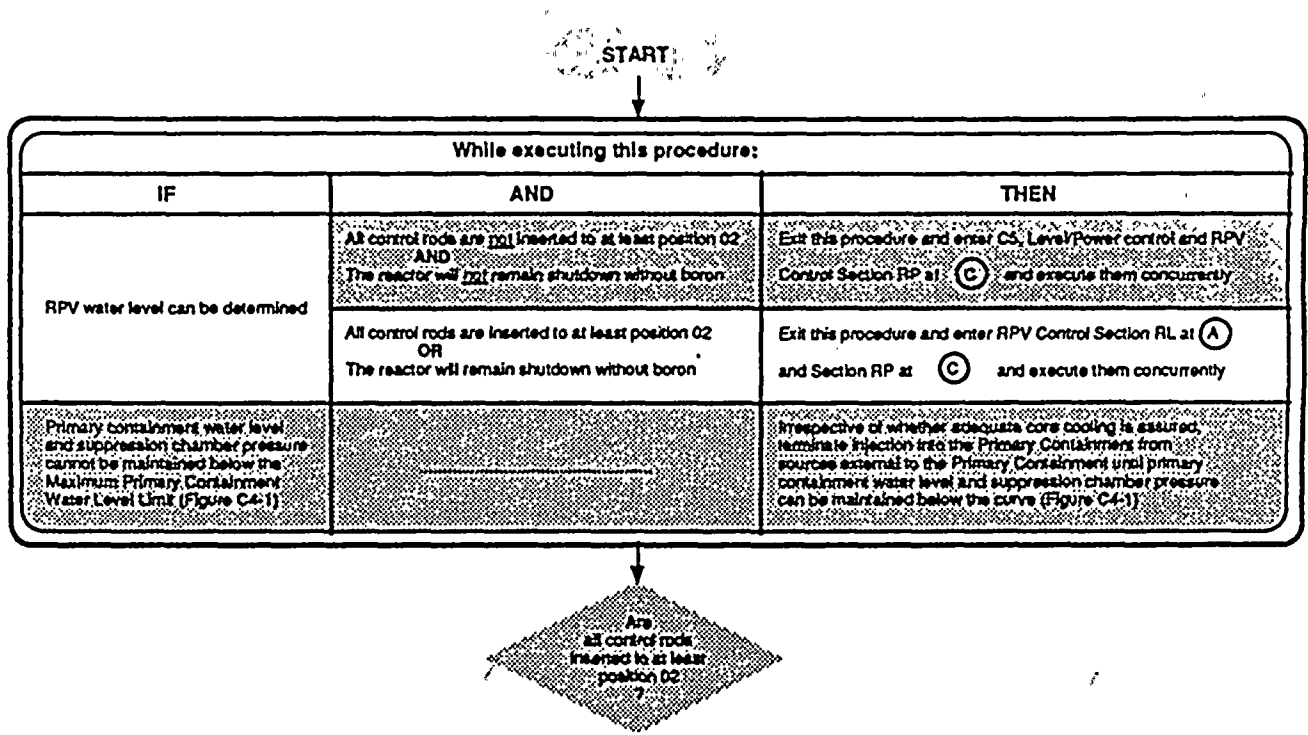 START
While executing this procedure:
IF
AND
THEN
RPV water level can be determined
All control rods are not inserted to at least position 02
AND
The reactor will not remain shutdown without boron
Exit this procedure and enter C5, Level/Power control and RPV
Control Section RP at C and execute them concurrently
All control rods are inserted to at least position 02
OR
The reactor will remain shutdown without boron
Exit this procedure and enter RPV Control Section RL at A
and Section RP at C and execute them concurrently
Primary containment water level
and suppression chamber pressure
cannot be maintained below the
Maximum Primary Containment
Water Level Limit (Figure C4-1)
Irrespective of whether adequate core cooling is assured,
terminate injection into the Primary Containment from
sources external to the Primary Containment until primary
containment water level and suppression chamber pressure
can be maintained below the curve (Figure C4-1)
Are
all control rods
inserted to at least
position 02
?